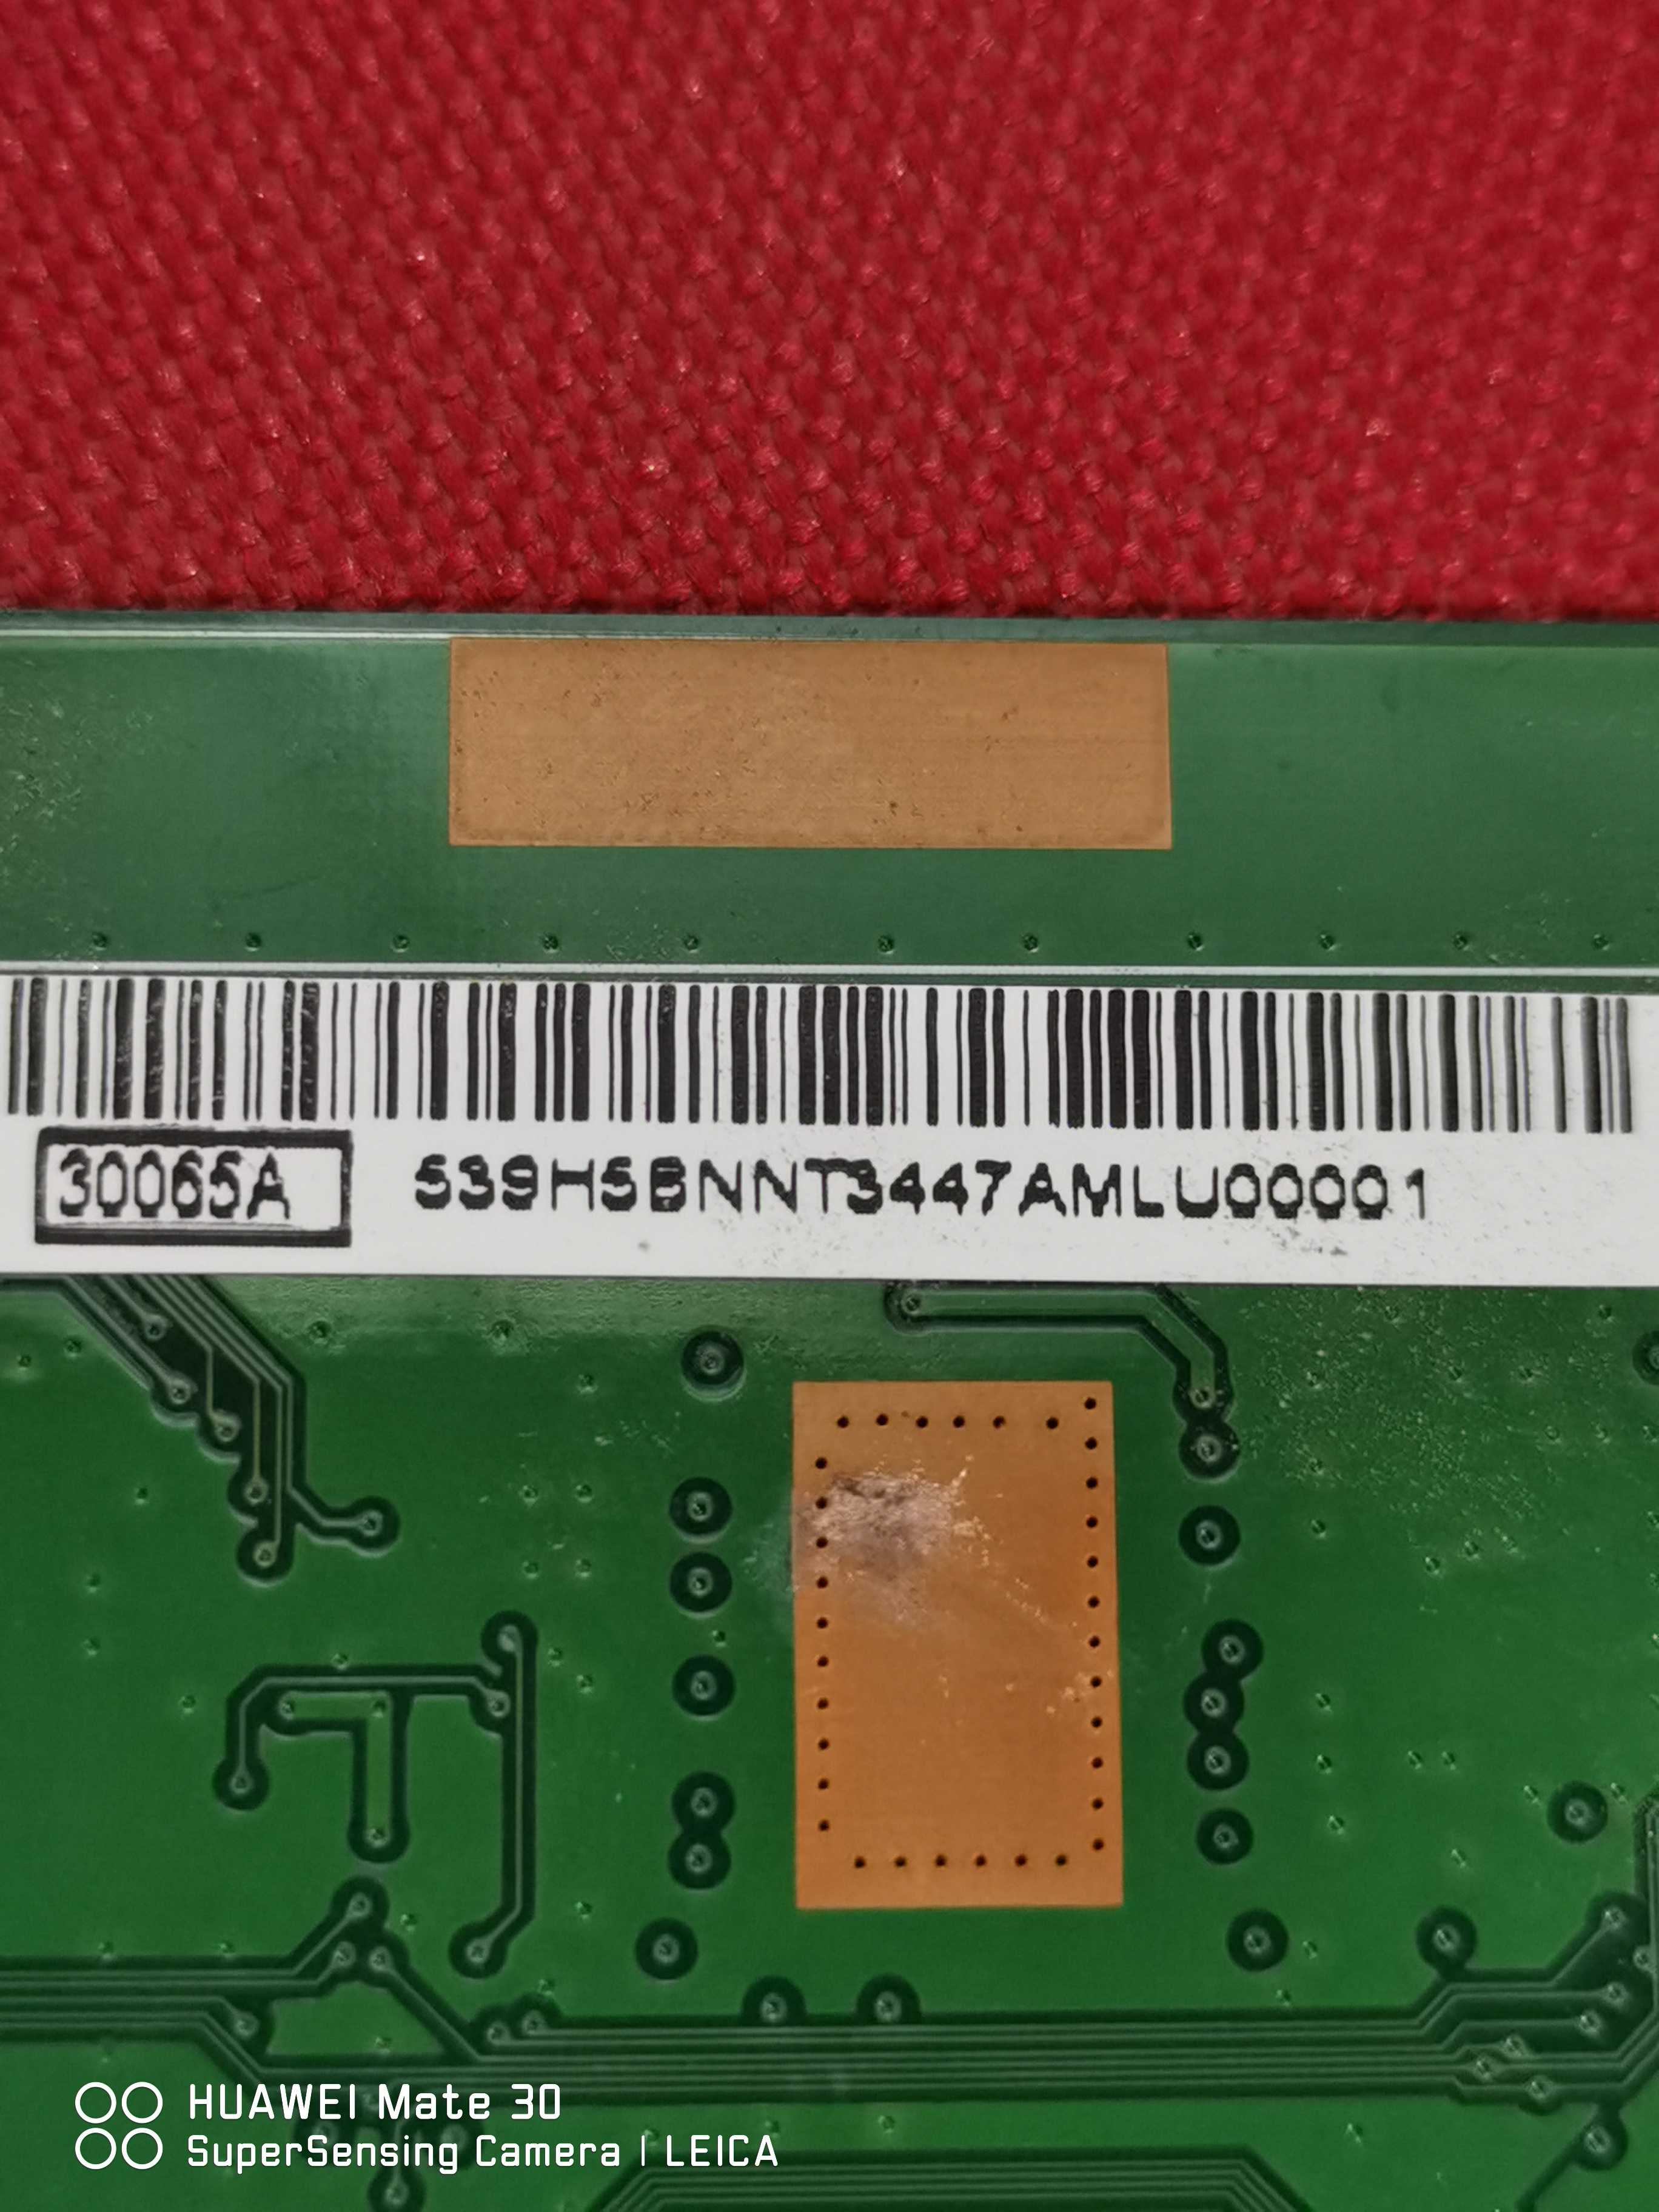 30065A 539H5BNNT3447AMLU00001
HUAWEI Mate 30
SuperSensing Camera | LEICA